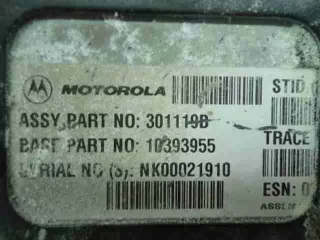 MOTOROLA STID
ASSY PART NO: 301119B
BASE PART NO: 10393955 TRACE
SERIAL NO (S): NK00021910
ESN: 0